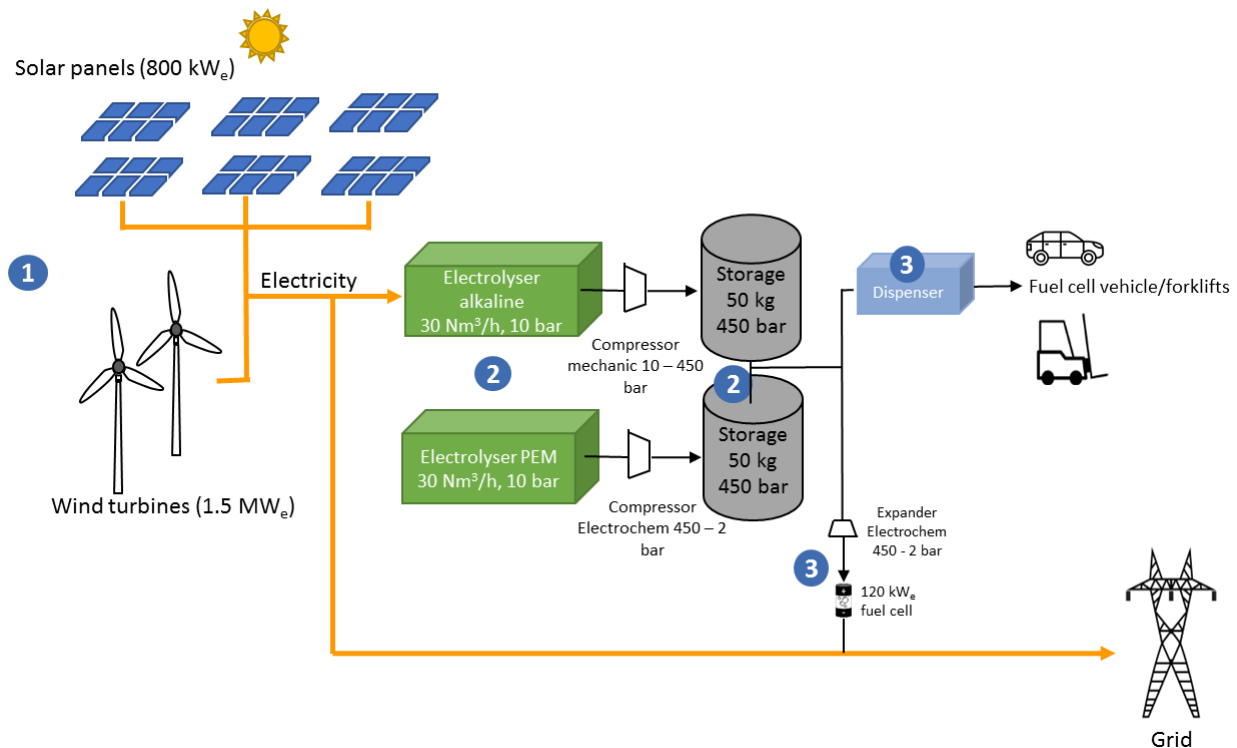 Solar panels (800 kWₑ)
1
Electricity
Wind turbines (1.5 MWₑ)
Electrolyser
alkaline
30 Nm³/h, 10 bar
Compressor
mechanic 10 – 450
bar
2
Electrolyser PEM
30 Nm³/h, 10 bar
Compressor
Electrochem 450 – 2
bar
Storage
50 kg
450 bar
2
Storage
50 kg
450 bar
3
Dispenser
Fuel cell vehicle/forklifts
Expander
Electrochem
450 - 2 bar
3
120 kWₑ
fuel cell
Grid